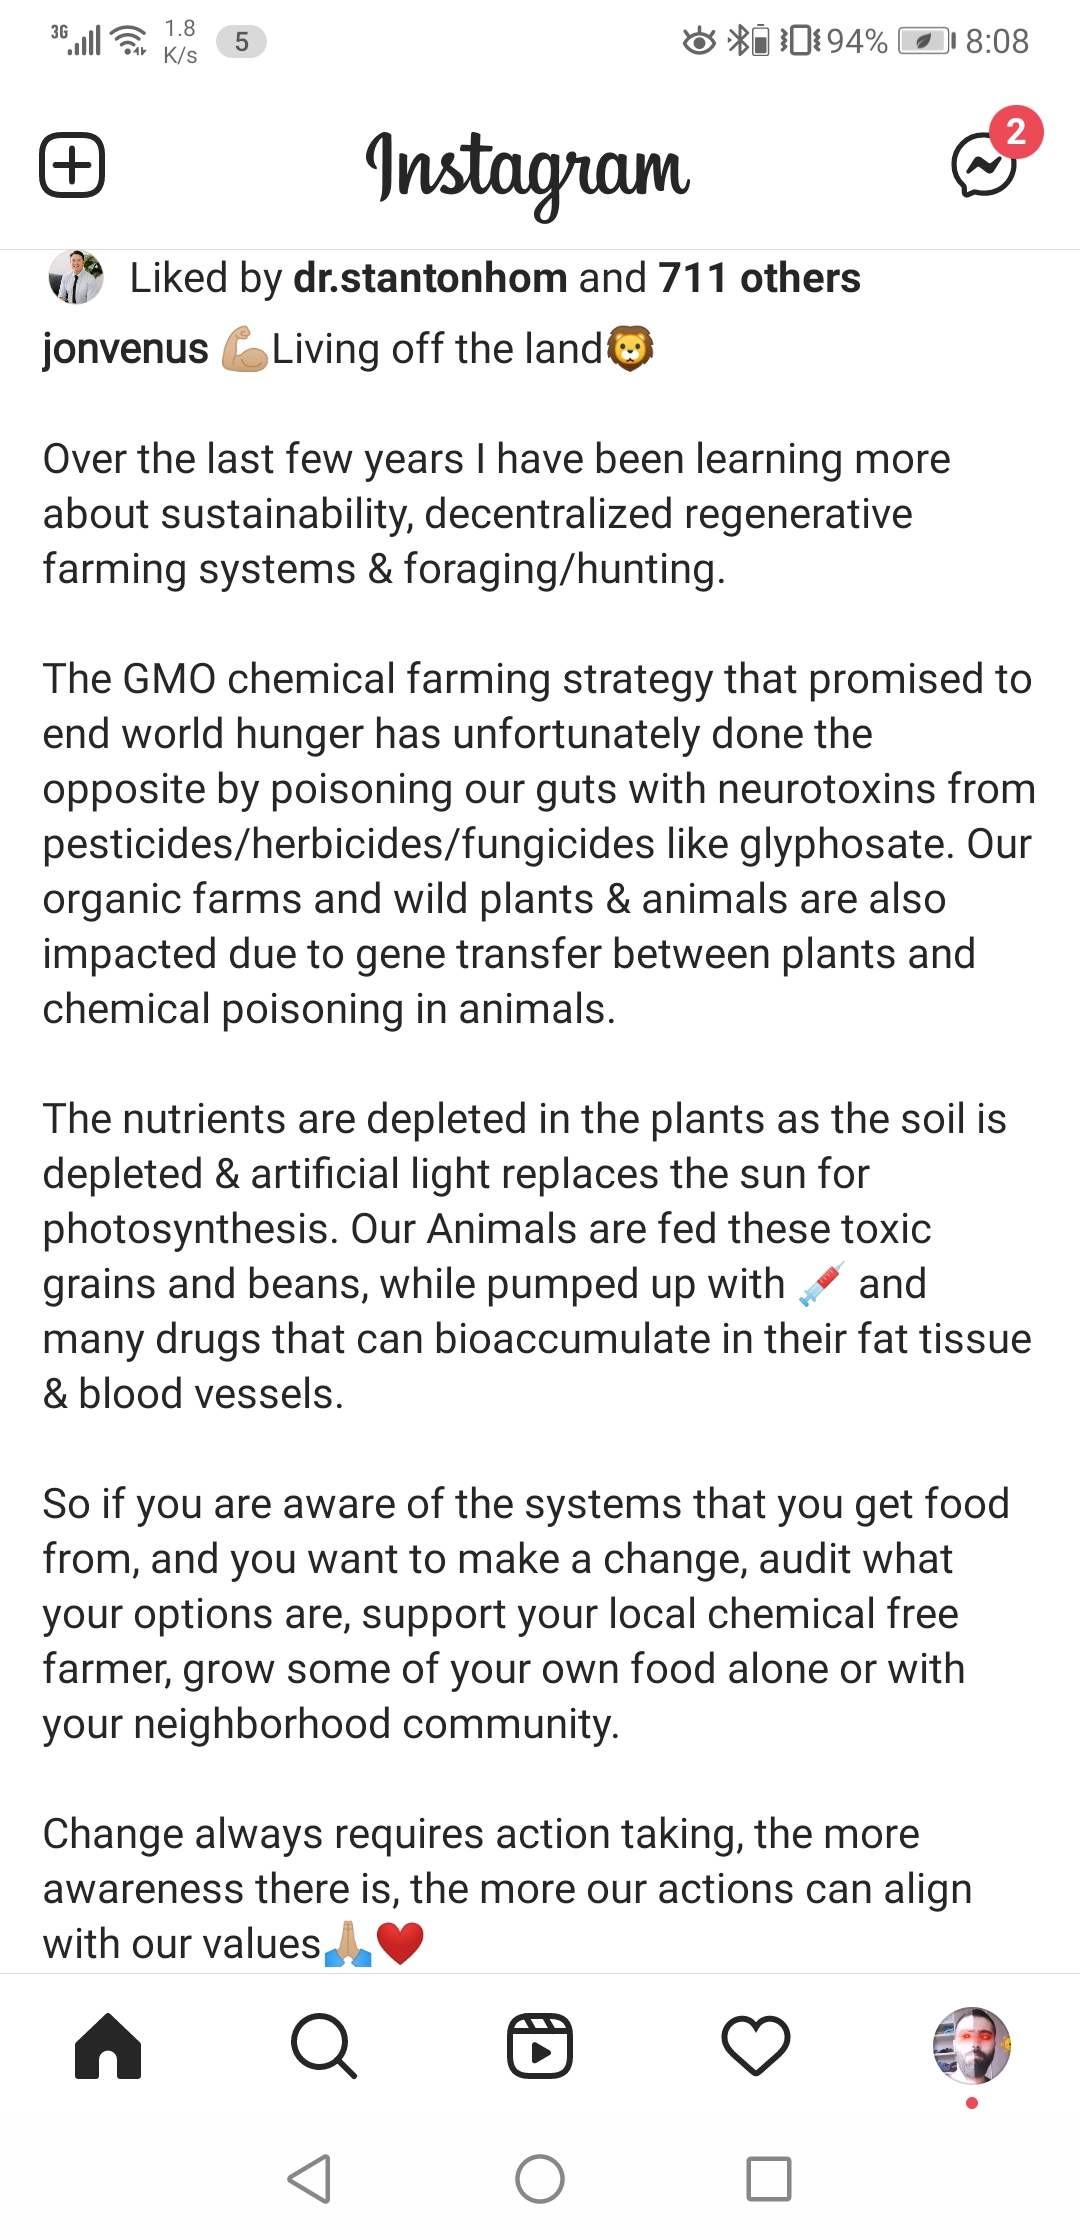 3G 1.8 K/s 5 94% 8:08
Instagram 2
Liked by dr.stantonhom and 711 others
jonvenus 💪🏼Living off the land🦁
Over the last few years I have been learning more
about sustainability, decentralized regenerative
farming systems & foraging/hunting.
The GMO chemical farming strategy that promised to
end world hunger has unfortunately done the
opposite by poisoning our guts with neurotoxins from
pesticides/herbicides/fungicides like glyphosate. Our
organic farms and wild plants & animals are also
impacted due to gene transfer between plants and
chemical poisoning in animals.
The nutrients are depleted in the plants as the soil is
depleted & artificial light replaces the sun for
photosynthesis. Our Animals are fed these toxic
grains and beans, while pumped up with 💉 and
many drugs that can bioaccumulate in their fat tissue
& blood vessels.
So if you are aware of the systems that you get food
from, and you want to make a change, audit what
your options are, support your local chemical free
farmer, grow some of your own food alone or with
your neighborhood community.
Change always requires action taking, the more
awareness there is, the more our actions can align
with our values🙏🏼❤️